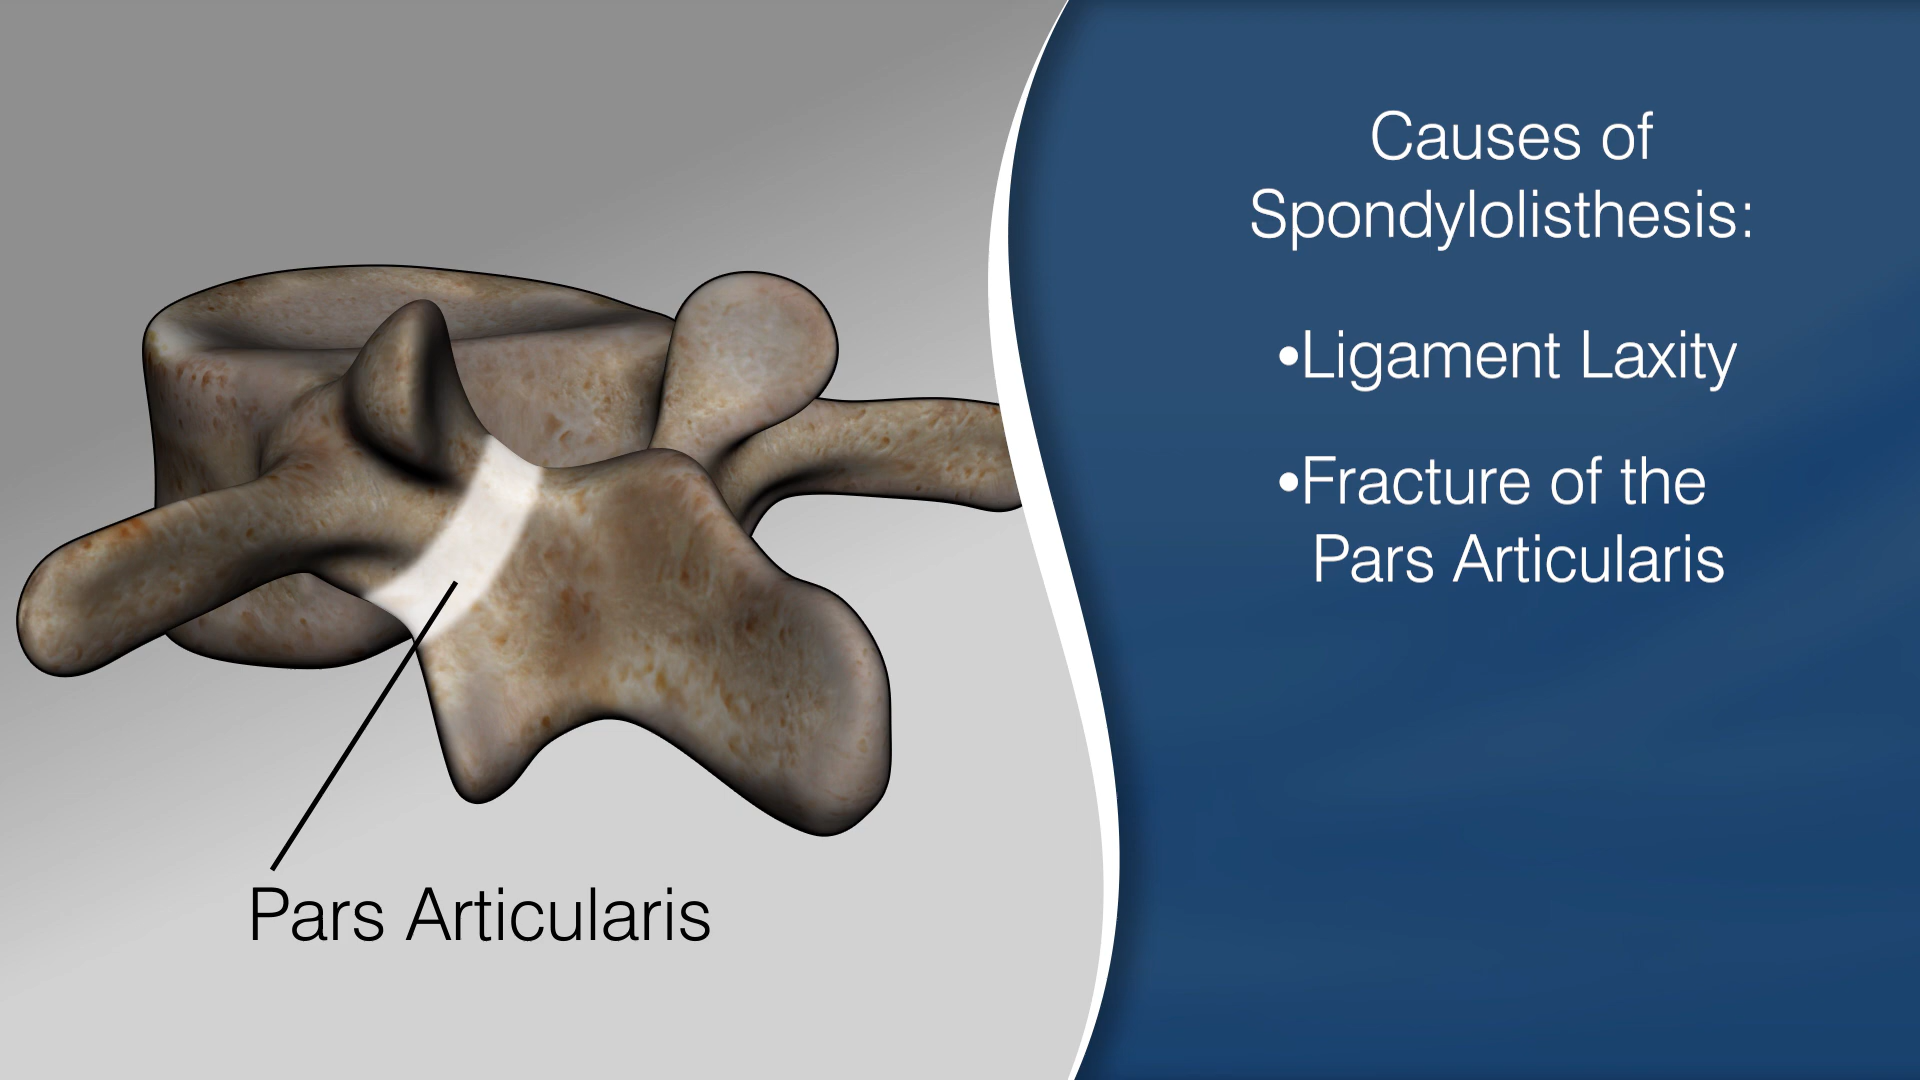 Causes of
Spondylolisthesis:
•Ligament Laxity
•Fracture of the
Pars Articularis
Pars Articularis